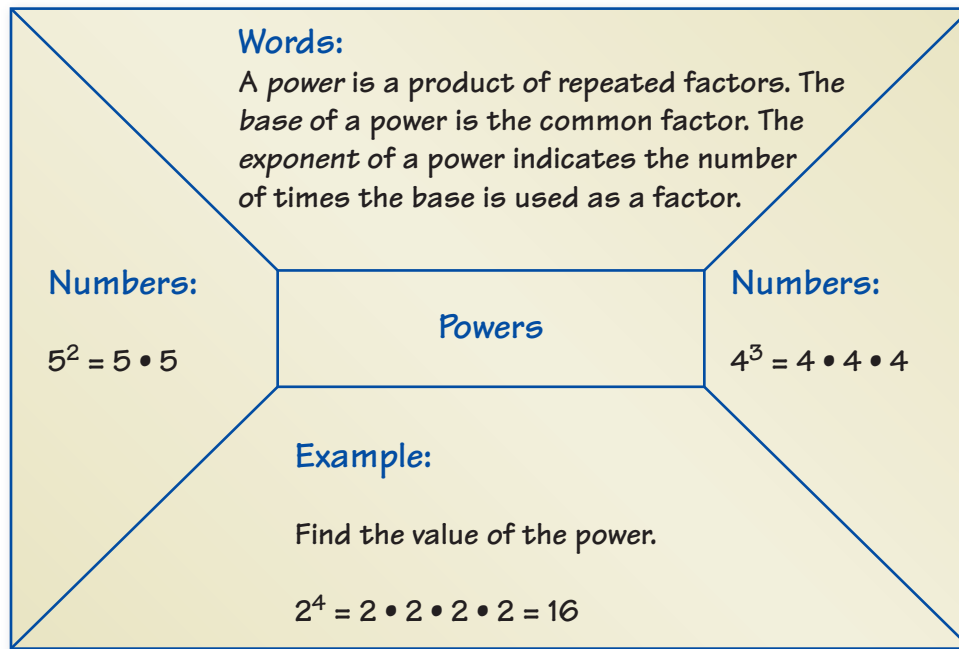 Words:
A power is a product of repeated factors. The
base of a power is the common factor. The
exponent of a power indicates the number
of times the base is used as a factor.
Numbers:
5² = 5 • 5
Powers
Numbers:
4³ = 4 • 4 • 4
Example:
Find the value of the power.
2⁴ = 2 • 2 • 2 • 2 = 16